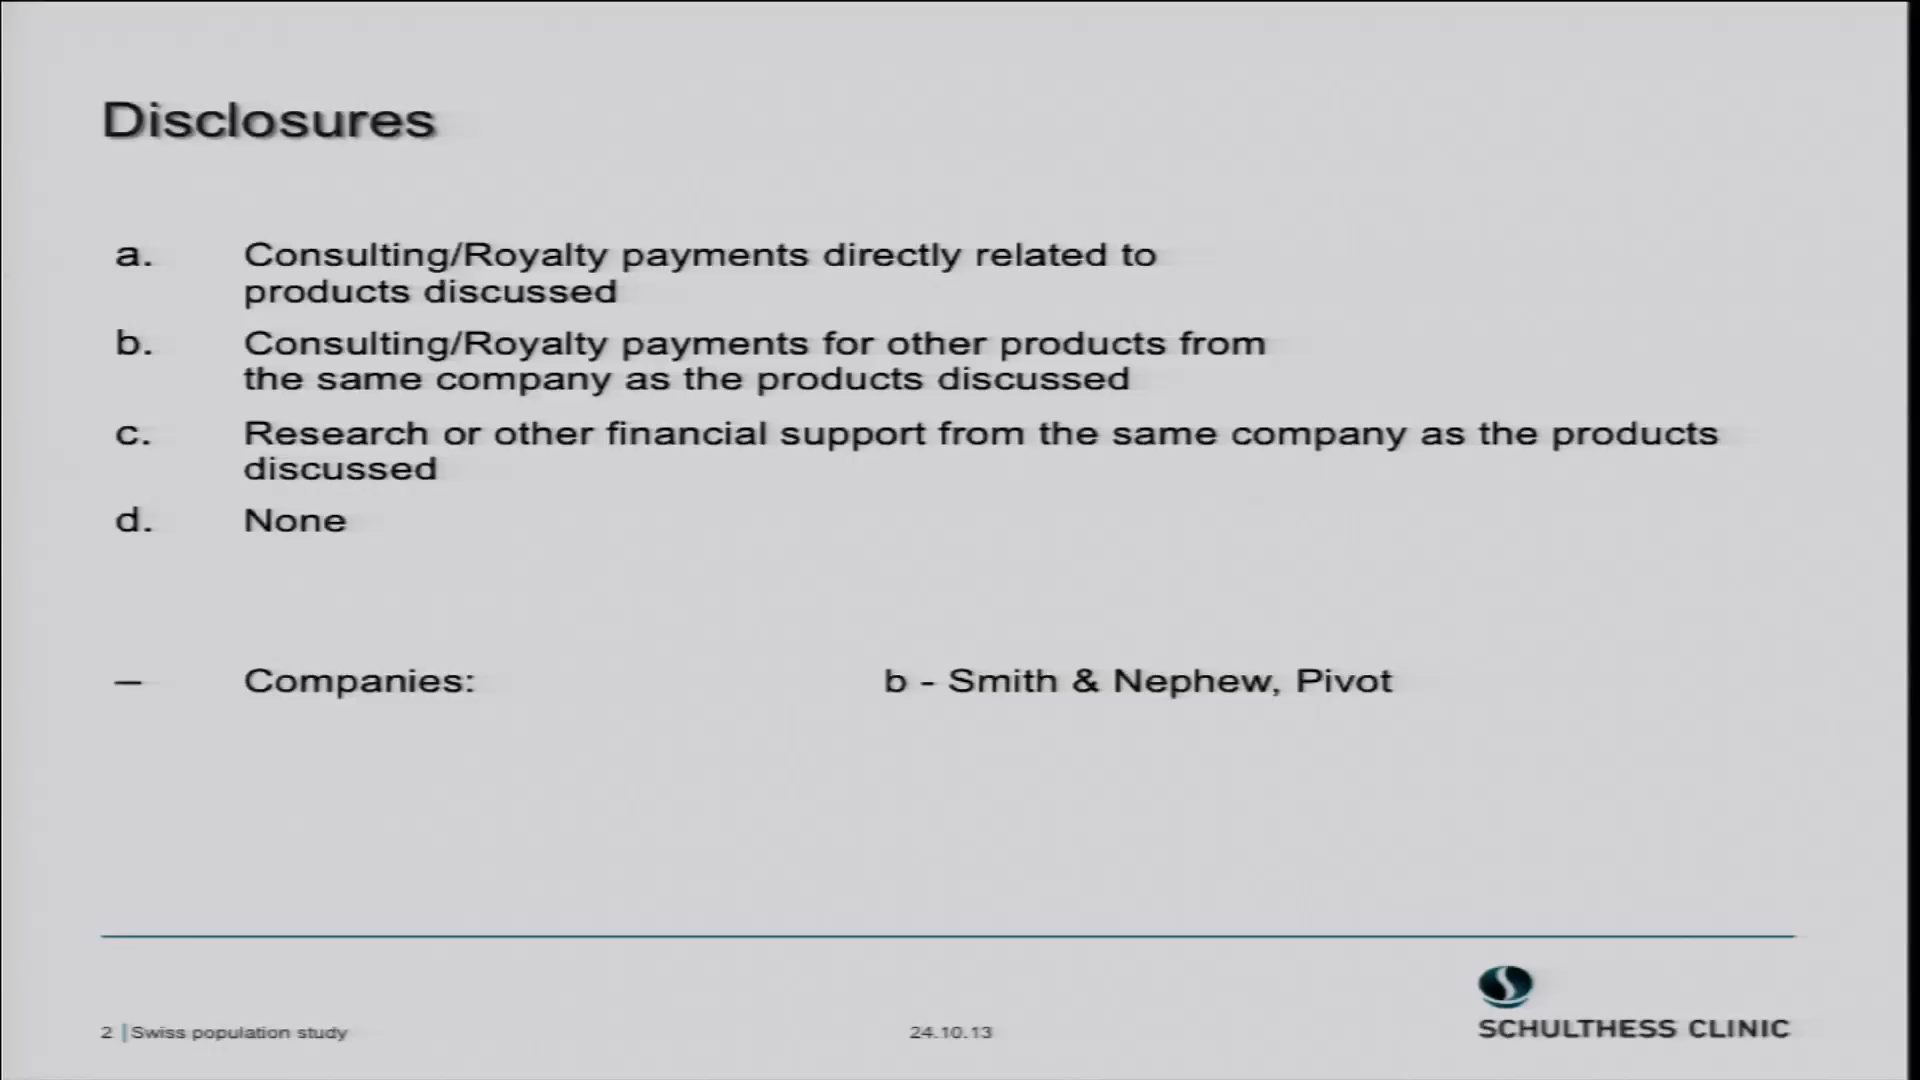 Disclosures
a. Consulting/Royalty payments directly related to
products discussed
b. Consulting/Royalty payments for other products from
the same company as the products discussed
c. Research or other financial support from the same company as the products
discussed
d. None
– Companies: b - Smith & Nephew, Pivot
2 | Swiss population study 24.10.13 SCHULTHESS CLINIC